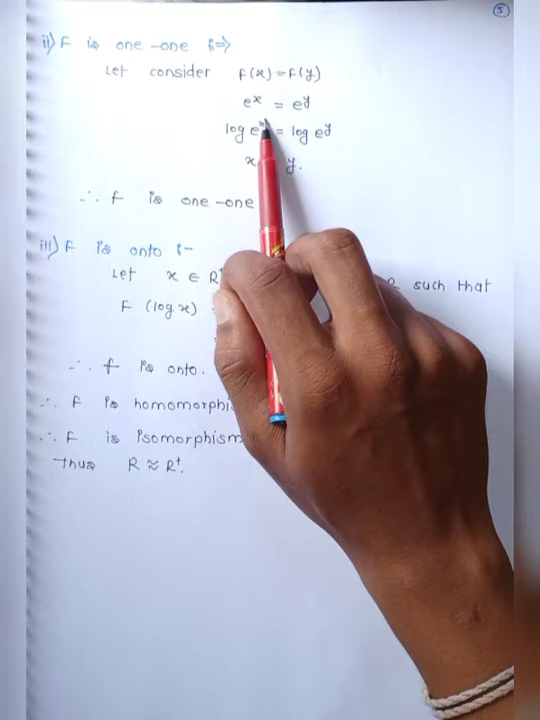 5
ii) F is one-one :=>
Let consider F(x) = F(y)
e^x = e^y
log e^x = log e^y
x y.
∴ f is one-one
iii) F is onto :-
Let x ∈ R⁺ such that
F (log x)
∴ f is onto.
∴ F is
∴ F is isomorphism
Thus R ≈ R⁺.